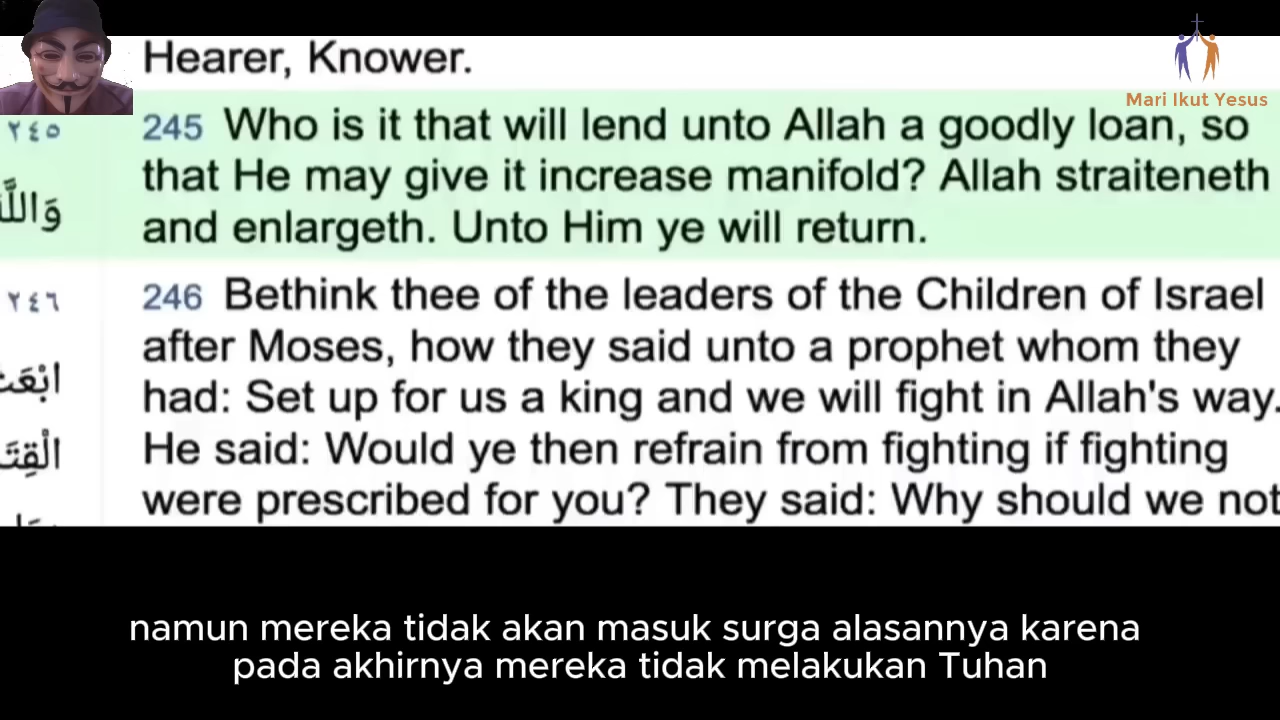 Hearer, Knower.
Mari Ikut Yesus
٢٤٥
245 Who is it that will lend unto Allah a goodly loan, so
that He may give it increase manifold? Allah straiteneth
وَاللَّ
and enlargeth. Unto Him ye will return.
٢٤٦
246 Bethink thee of the leaders of the Children of Israel
after Moses, how they said unto a prophet whom they
had: Set up for us a king and we will fight in Allah's way.
He said: Would ye then refrain from fighting if fighting
were prescribed for you? They said: Why should we not
namun mereka tidak akan masuk surga alasannya karena
pada akhirnya mereka tidak melakukan Tuhan